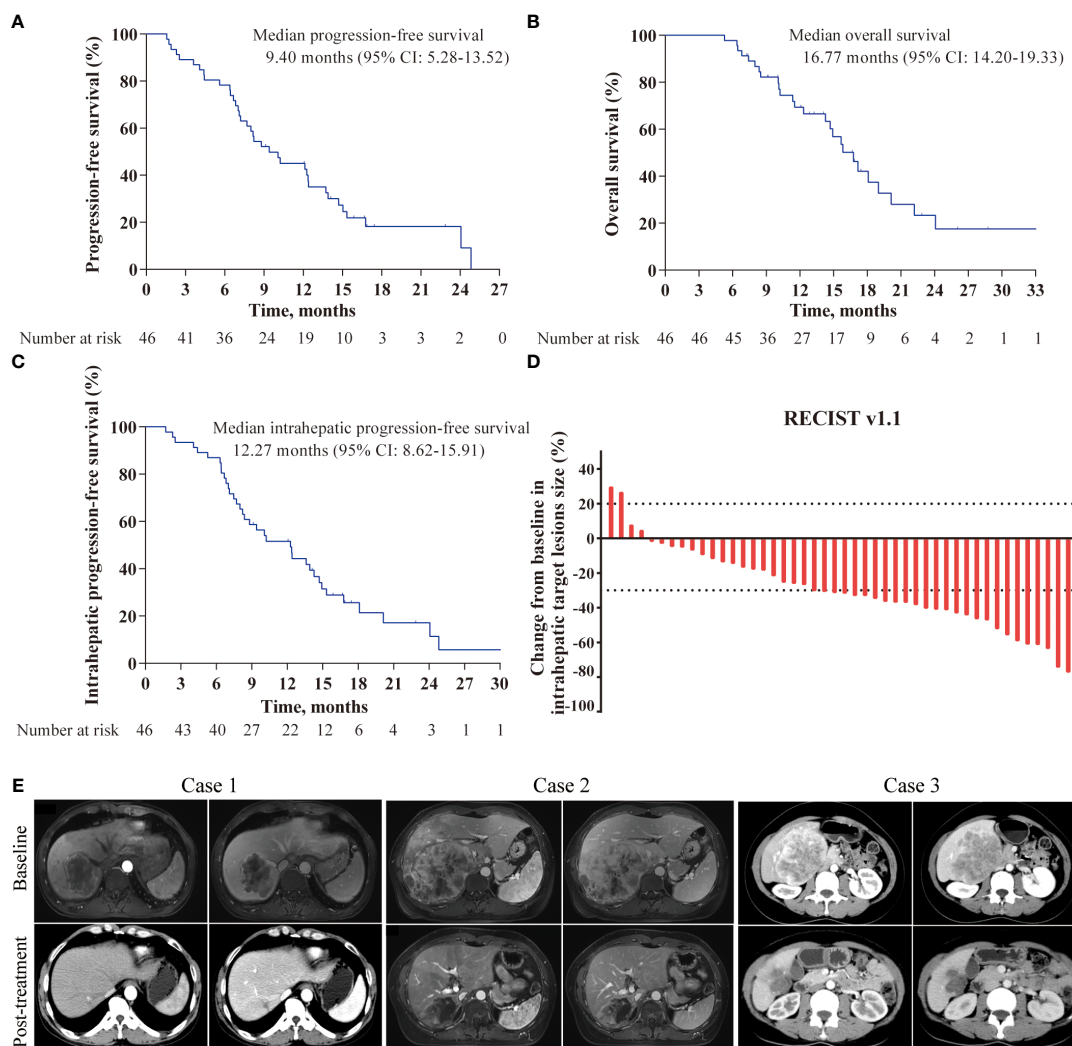 A
Median progression-free survival
9.40 months (95% CI: 5.28-13.52)
Progression-free survival (%)
100
80
60
40
20
0
0 3 6 9 12 15 18 21 24 27
Time, months
Number at risk 46 41 36 24 19 10 3 3 2 0
B
Median overall survival
16.77 months (95% CI: 14.20-19.33)
Overall survival (%)
100
80
60
40
20
0
0 3 6 9 12 15 18 21 24 27 30 33
Time, months
Number at risk 46 46 45 36 27 17 9 6 4 2 1 1
C
Median intrahepatic progression-free survival
12.27 months (95% CI: 8.62-15.91)
Intrahepatic progression-free survival (%)
100
80
60
40
20
0
0 3 6 9 12 15 18 21 24 27 30
Time, months
Number at risk 46 43 40 27 22 12 6 4 3 1 1
D
RECIST v1.1
Change from baseline in
intrahepatic target lesions size (%)
40
20
0
-20
-40
-60
-80
-100
E
Case 1 Case 2 Case 3
Baseline
Post-treatment